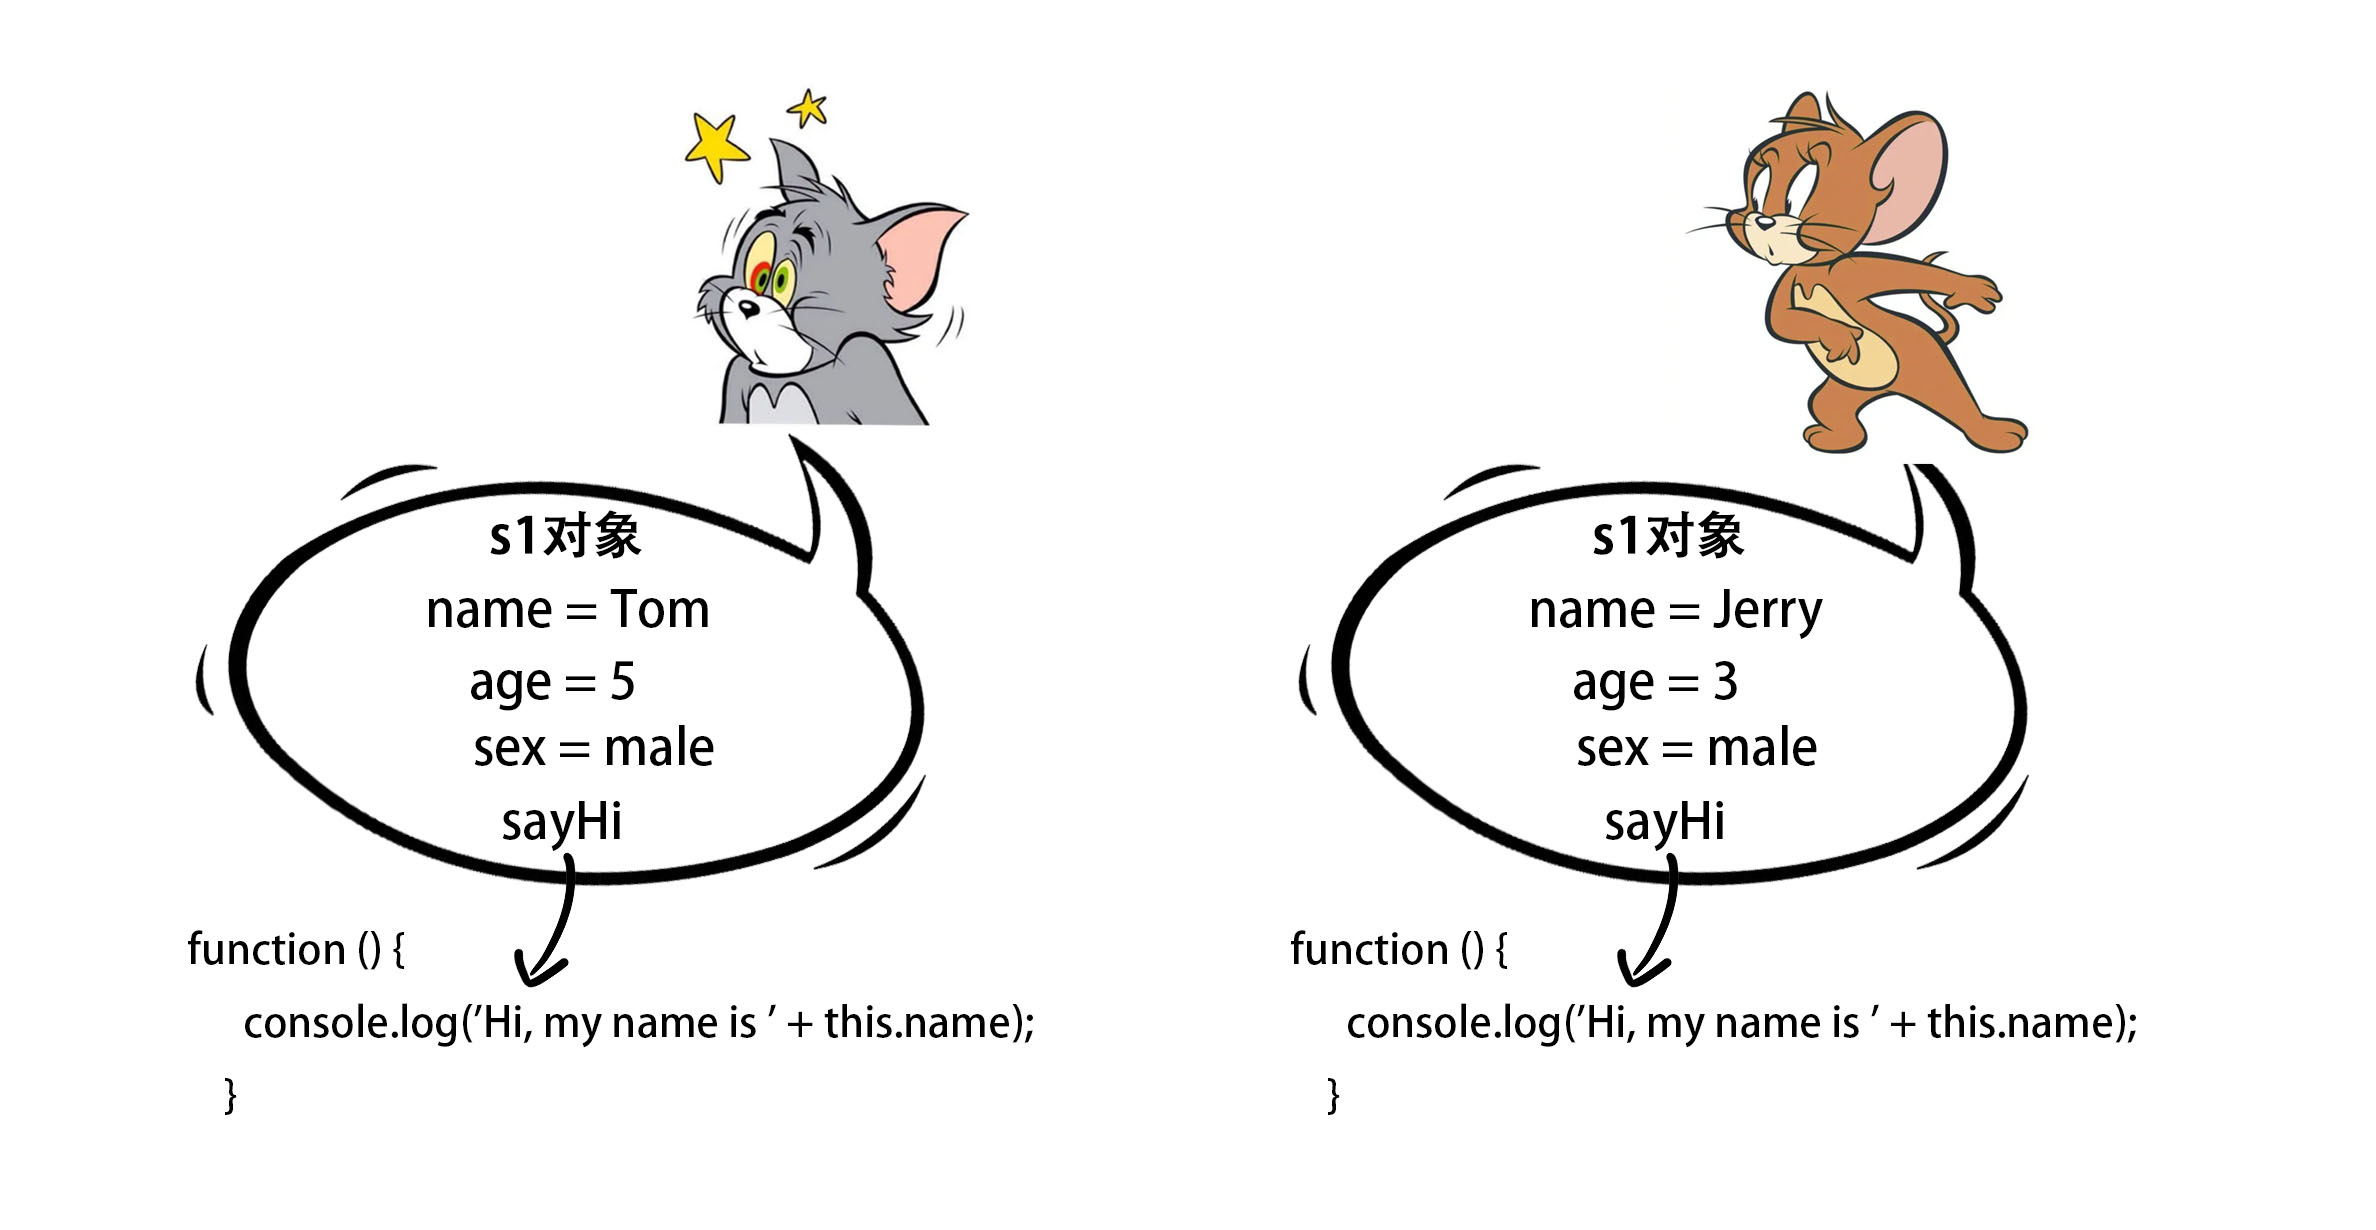 s1对象
name = Tom
age = 5
sex = male
sayHi
function () {
console.log('Hi, my name is ' + this.name);
}
s1对象
name = Jerry
age = 3
sex = male
sayHi
function () {
console.log('Hi, my name is ' + this.name);
}